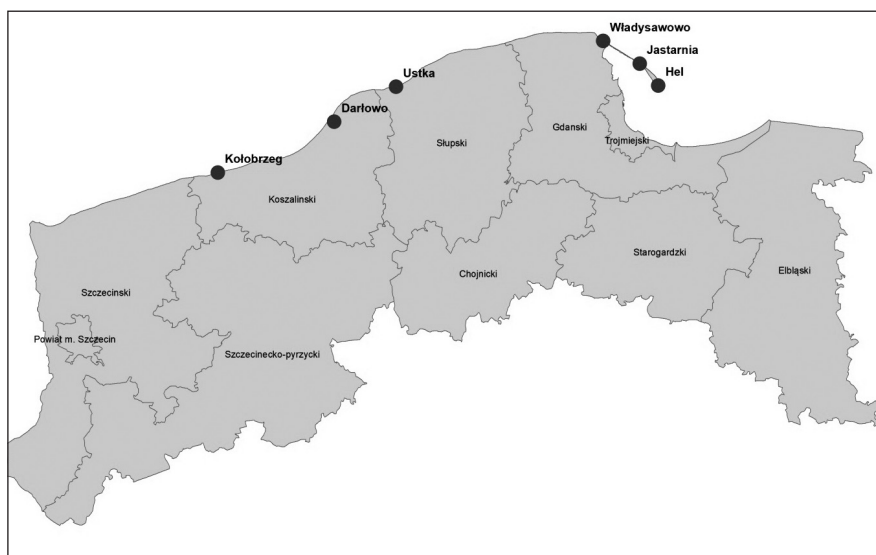 Władysawowo
Jastarnia
Hel
Ustka
Darłowo
Gdanski
Trojmiejski
Słupski
Kołobrzeg
Koszalinski
Starogardzki
Elbląski
Chojnicki
Szczecinski
Powiat m. Szczecin
Szczecinecko-pyrzycki